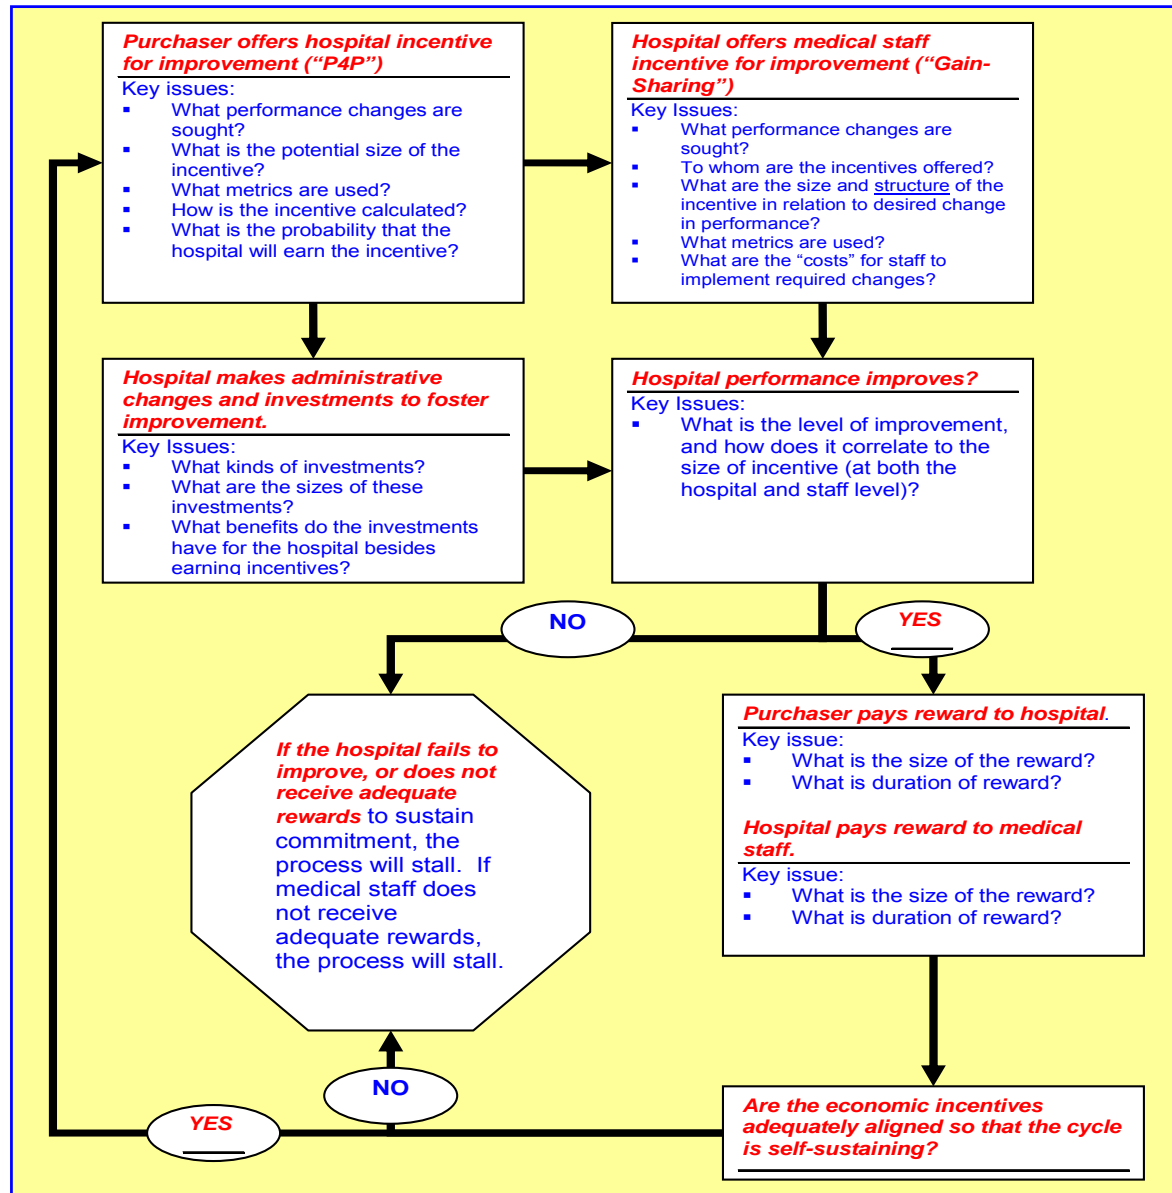 Purchaser offers hospital incentive
for improvement (“P4P”)
Key issues:
▪ What performance changes are
sought?
▪ What is the potential size of the
incentive?
▪ What metrics are used?
▪ How is the incentive calculated?
▪ What is the probability that the
hospital will earn the incentive?
Hospital offers medical staff
incentive for improvement (“Gain-
Sharing”)
Key Issues:
▪ What performance changes are
sought?
▪ To whom are the incentives offered?
▪ What are the size and structure of the
incentive in relation to desired change
in performance?
▪ What metrics are used?
▪ What are the “costs” for staff to
implement required changes?
Hospital makes administrative
changes and investments to foster
improvement.
Key Issues:
▪ What kinds of investments?
▪ What are the sizes of these
investments?
▪ What benefits do the investments
have for the hospital besides
earning incentives?
Hospital performance improves?
Key Issues:
▪ What is the level of improvement,
and how does it correlate to the
size of incentive (at both the
hospital and staff level)?
NO
YES
If the hospital fails to
improve, or does not
receive adequate
rewards to sustain
commitment, the
process will stall. If
medical staff does
not receive
adequate rewards,
the process will stall.
Purchaser pays reward to hospital.
Key issue:
▪ What is the size of the reward?
▪ What is duration of reward?
Hospital pays reward to medical
staff.
Key issue:
▪ What is the size of the reward?
▪ What is duration of reward?
NO
YES
Are the economic incentives
adequately aligned so that the cycle
is self-sustaining?